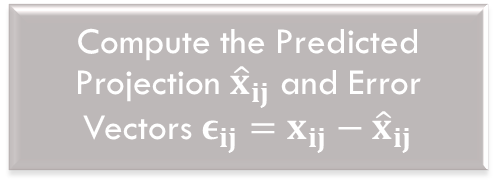 Compute the Predicted
Projection x̂ᵢⱼ and Error
Vectors ϵᵢⱼ = xᵢⱼ − x̂ᵢⱼ